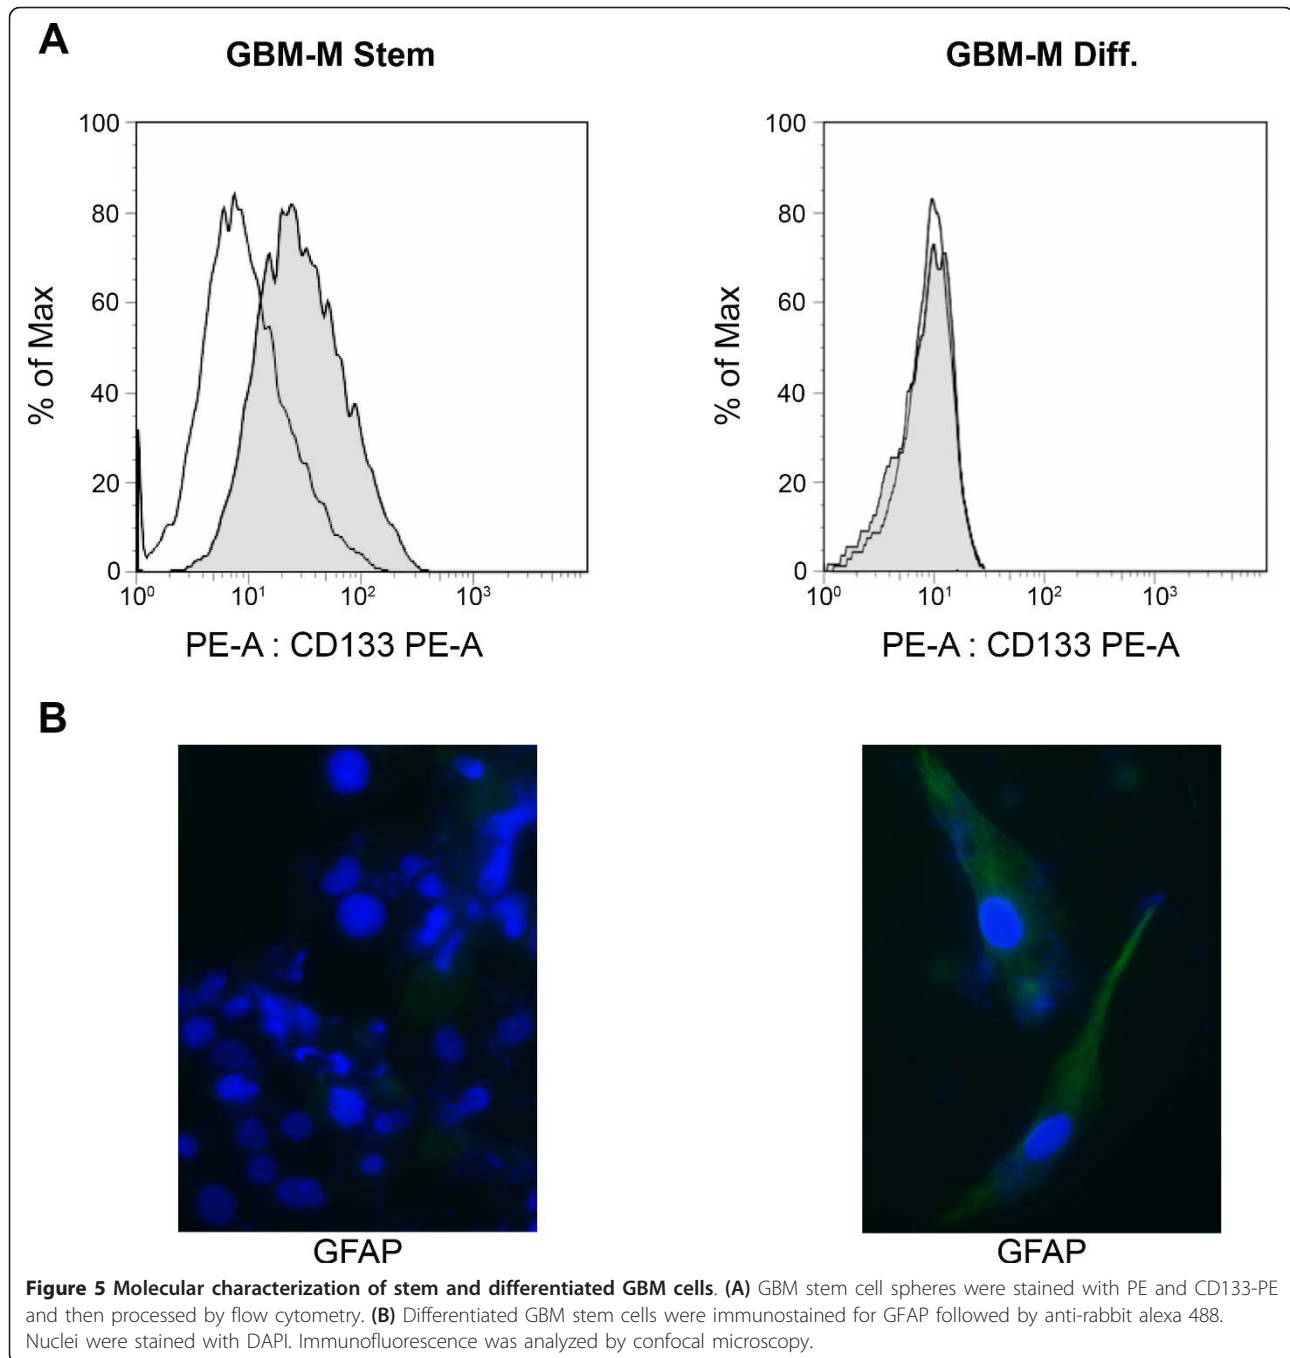 A
GBM-M Stem
GBM-M Diff.
100
80
60
40
20
0
% of Max
10⁰ 10¹ 10² 10³
PE-A : CD133 PE-A
100
80
60
40
20
0
% of Max
10⁰ 10¹ 10² 10³
PE-A : CD133 PE-A
B
GFAP
GFAP
Figure 5 Molecular characterization of stem and differentiated GBM cells. (A) GBM stem cell spheres were stained with PE and CD133-PE
and then processed by flow cytometry. (B) Differentiated GBM stem cells were immunostained for GFAP followed by anti-rabbit alexa 488.
Nuclei were stained with DAPI. Immunofluorescence was analyzed by confocal microscopy.